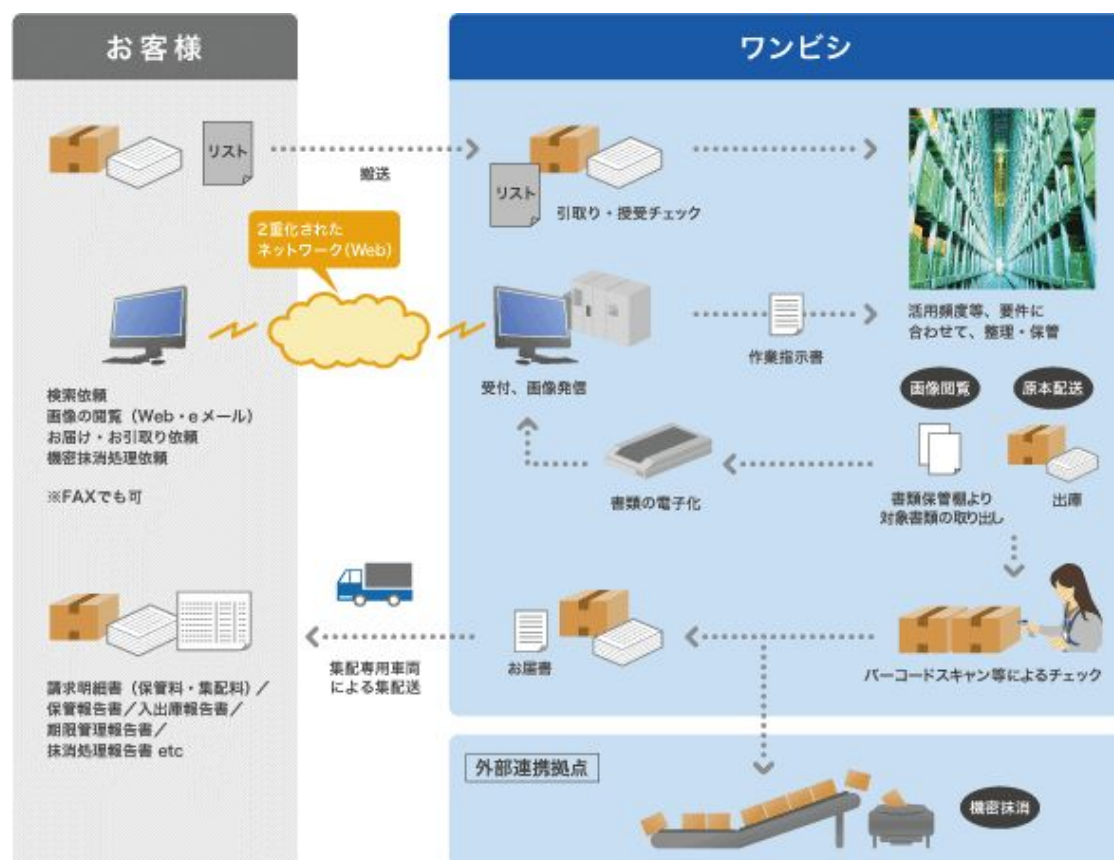 お客様
ワンビシ
リスト
搬送
リスト
引取り・授受チェック
2重化された
ネットワーク(Web)
活用頻度等、要件に
合わせて、整理・保管
作業指示書
受付、画像発信
検索依頼
画像の閲覧(Web・eメール)
お届け・お引取り依頼
機密抹消処理依頼
※FAXでも可
画像閲覧
原本配送
書類の電子化
書類保管棚より
対象書類の取り出し
出庫
お届書
集配専用車両
による集配送
バーコードスキャン等によるチェック
請求明細書(保管料・集配料)/
保管報告書/入出庫報告書/
期限管理報告書/
抹消処理報告書 etc
外部連携拠点
機密抹消